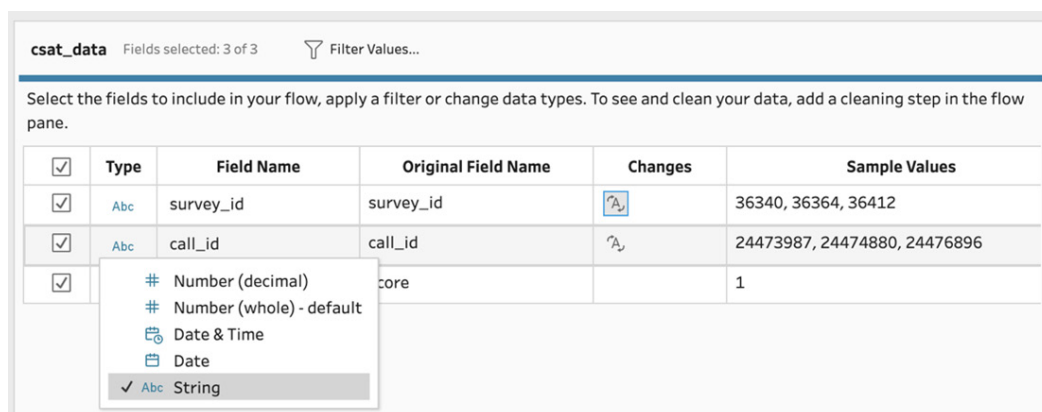 csat_data Fields selected: 3 of 3 Filter Values...
Select the fields to include in your flow, apply a filter or change data types. To see and clean your data, add a cleaning step in the flow
pane.
Type Field Name Original Field Name Changes Sample Values
Abc survey_id survey_id A 36340, 36364, 36412
Abc call_id call_id A 24473987, 24474880, 24476896
# Number (decimal) core 1
# Number (whole) - default
Date & Time
Date
✓ Abc String